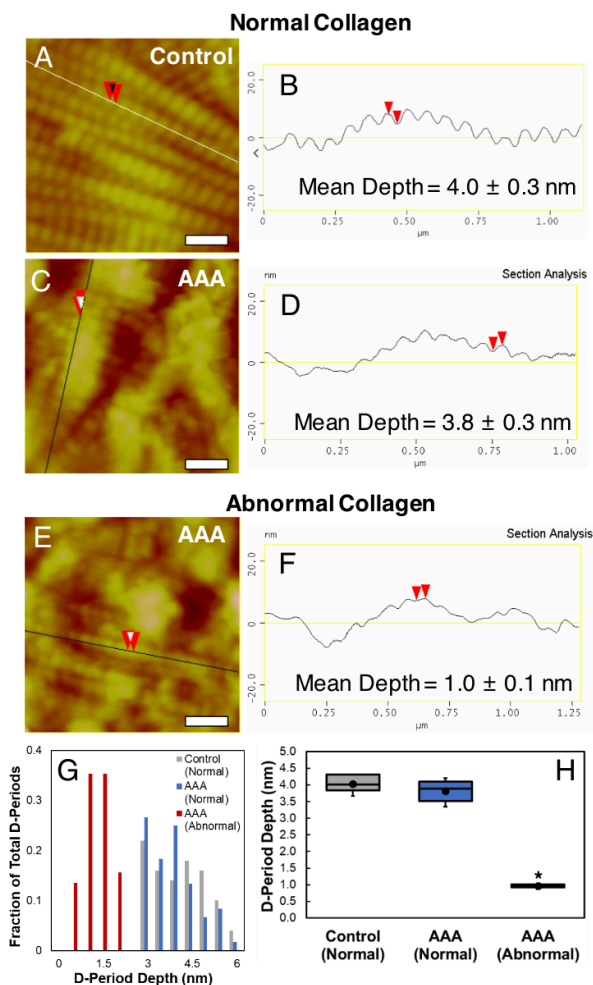 Normal Collagen
A
Control
B
20.0
0
-20.0
Mean Depth = 4.0 ± 0.3 nm
0
0.25
0.50
0.75
1.00
μm
C
AAA
nm
Section Analysis
D
20.0
0
-20.0
Mean Depth = 3.8 ± 0.3 nm
0
0.25
0.50
0.75
1.00
μm
Abnormal Collagen
E
AAA
nm
Section Analysis
F
20.0
0
-20.0
Mean Depth = 1.0 ± 0.1 nm
0
0.25
0.50
0.75
1.00
1.25
μm
G
Fraction of Total D-Periods
0.4
0.3
0.2
0.1
0
Control
(Normal)
AAA
(Normal)
AAA
(Abnormal)
0
1.5
3
4.5
6
D-Period Depth (nm)
H
D-Period Depth (nm)
5.0
4.5
4.0
3.5
3.0
2.5
2.0
1.5
1.0
0.5
0.0
*
Control
(Normal)
AAA
(Normal)
AAA
(Abnormal)